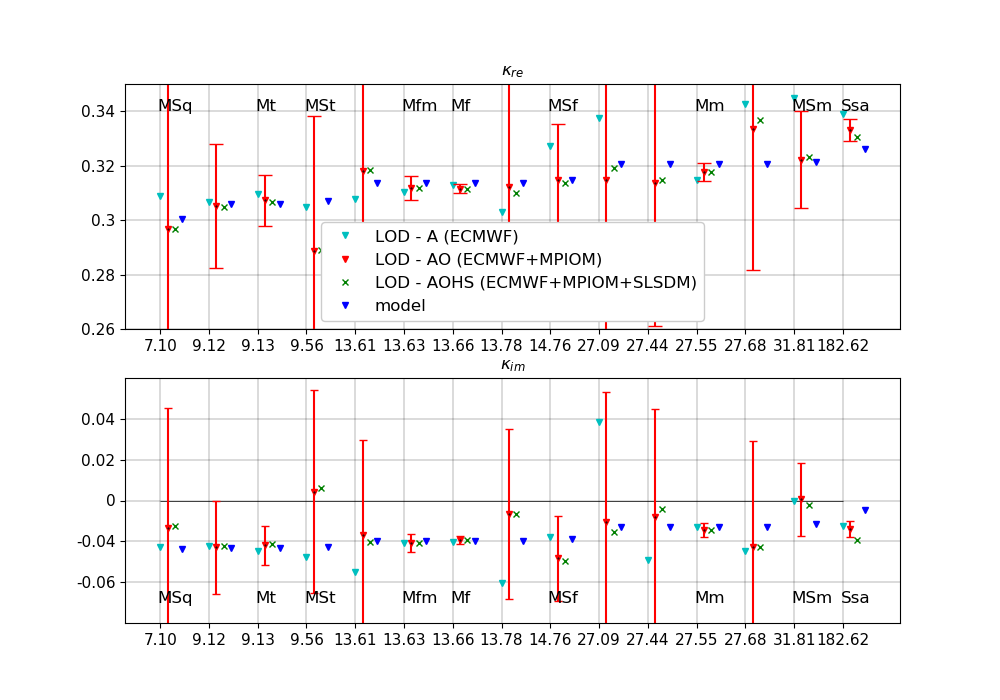 κre
MSq Mt MSt Mfm Mf MSf Mm MSm Ssa
0.34
0.32
0.3
0.28
0.26
LOD - A (ECMWF)
LOD - AO (ECMWF+MPIOM)
LOD - AOHS (ECMWF+MPIOM+SLSDM)
model
7.10 9.12 9.13 9.56 13.61 13.63 13.66 13.78 14.76 27.09 27.44 27.55 27.68 31.81 182.62
κim
0.04
0.02
0
-0.04
-0.06
MSq Mt MSt Mfm Mf MSf Mm MSm Ssa
7.10 9.12 9.13 9.56 13.61 13.63 13.66 13.78 14.76 27.09 27.44 27.55 27.68 31.81 182.62